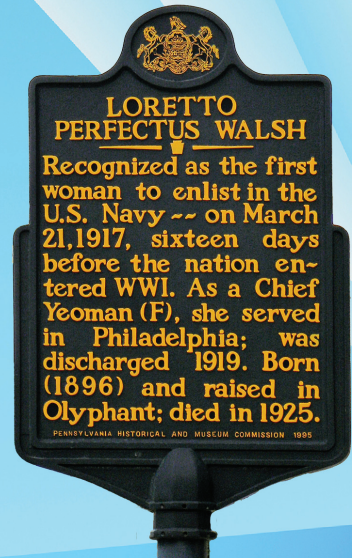 LORETTO
PERFECTUS WALSH
Recognized as the first
woman to enlist in the
U.S. Navy -- on March
21,1917, sixteen days
before the nation en-
tered WWI. As a Chief
Yeoman (F), she served
in Philadelphia; was
discharged 1919. Born
(1896) and raised in
Olyphant; died in 1925.
PENNSYLVANIA HISTORICAL AND MUSEUM COMMISSION 1995